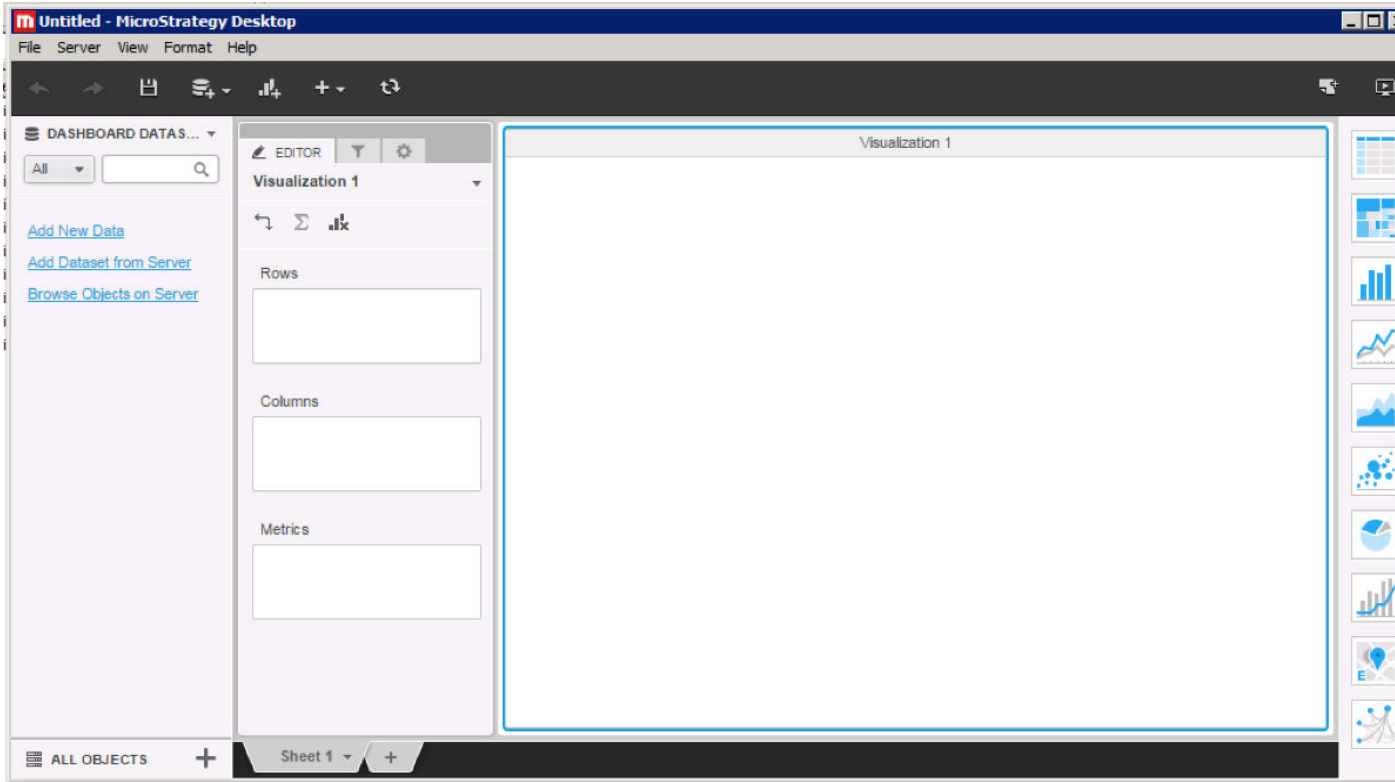 Untitled - MicroStrategy Desktop
File Server View Format Help
DASHBOARD DATAS...
All
Add New Data
Add Dataset from Server
Browse Objects on Server
EDITOR
Visualization 1
Rows
Columns
Metrics
Visualization 1
E
ALL OBJECTS
Sheet 1